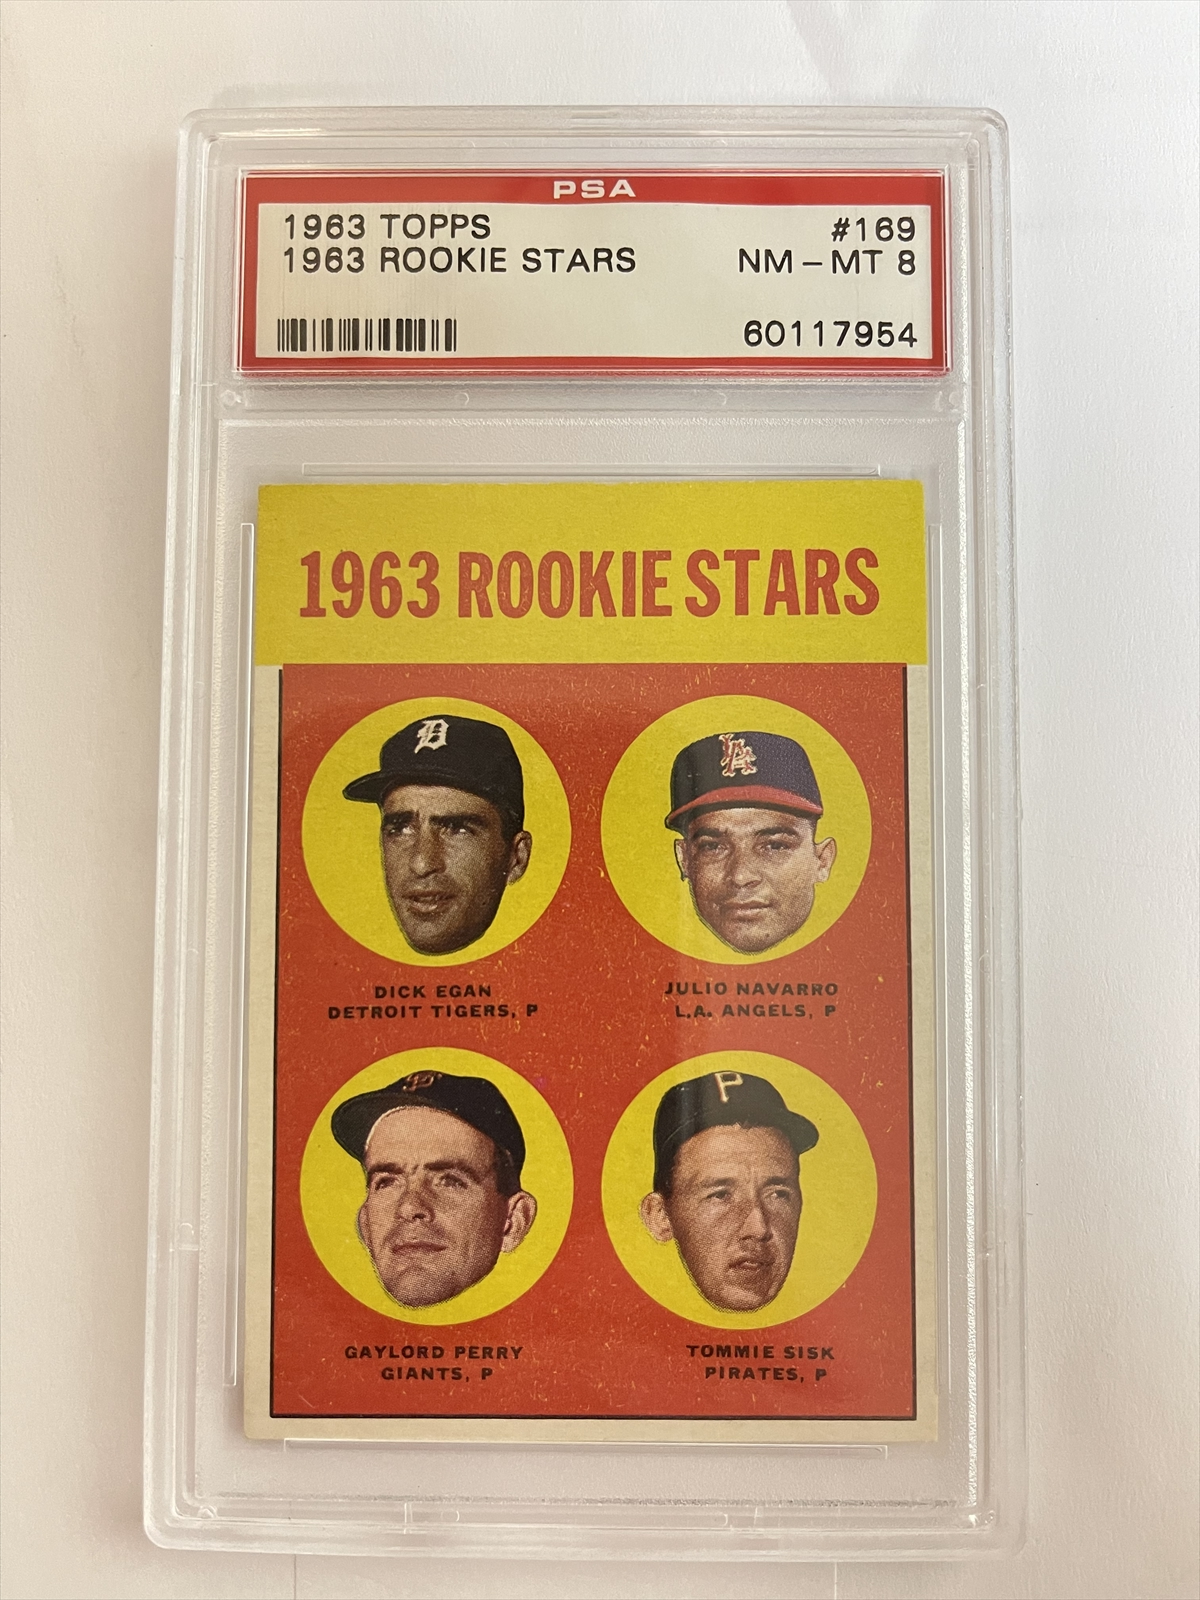 PSA
1963 TOPPS #169
1963 ROOKIE STARS NM-MT 8
60117954
1963 ROOKIE STARS
D LA
DICK EGAN JULIO NAVARRO
DETROIT TIGERS, P L.A. ANGELS, P
P
GAYLORD PERRY TOMMIE SISK
GIANTS, P PIRATES, P